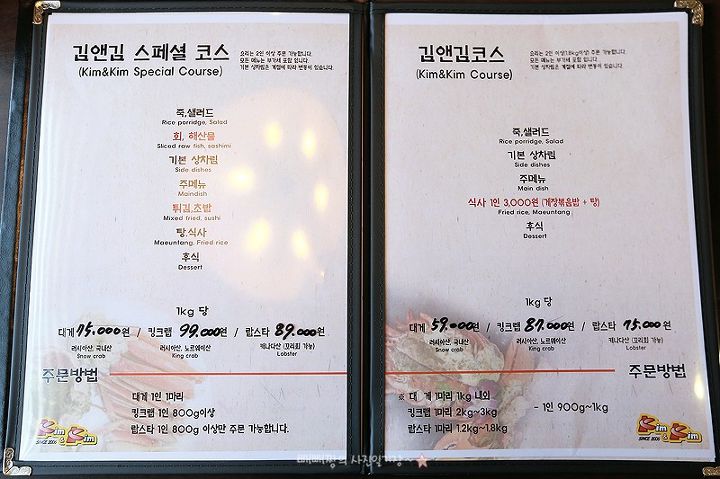 김앤김 스페셜 코스
(Kim&Kim Special Course)
요리는 2인 이상 주문 가능합니다.
모든 메뉴는 부가세 포함 입니다.
기본 상차림은 계절에 따라 변동이 있습니다.
죽,샐러드
Rice porridge, Salad
회, 해산물
Sliced raw fish, sashimi
기본 상차림
Side dishes
주메뉴
Maindish
튀김,초밥
Mixed fried, sushi
탕,식사
Maeuntang, Fried rice
후식
Dessert
1kg 당
대게 75.000원 / 킹크랩 99.000원 / 랍스타 89.000원
러시아산, 국내산 러시아산, 노르웨이산 캐나다산 (꼬리회 가능)
Snow crab King crab Lobster
주문방법
대게 1인 1마리
킹크랩 1인 800g이상
랍스타 1인 800g 이상만 주문 가능합니다.
Kim & Kim
SINCE 2005
김앤김코스
(Kim&Kim Course)
요리는 2인 이상(1.8kg이상) 주문 가능합니다.
모든 메뉴는 부가세 포함 입니다.
기본 상차림은 계절에 따라 변동이 있습니다.
죽,샐러드
Rice porridge, Salad
기본 상차림
Side dishes
주메뉴
Main dish
식사 1인 3,000원 (게장볶음밥 + 탕)
Fried rice, Maeuntang
후식
Dessert
1kg 당
대게 59.000원 / 킹크랩 87.000원 / 랍스타 75.000원
러시아산, 국내산 러시아산, 노르웨이산 캐나다산 (꼬리회 가능)
Snow crab King crab Lobster
주문방법
※ 대 게 1마리 1kg 내외
킹크랩 1마리 2kg~3kg - 1인 900g~1kg
랍스타 1마리 1.2kg~1.8kg
Kim & Kim
SINCE 2005
빼빼짱의 사진일기장~★